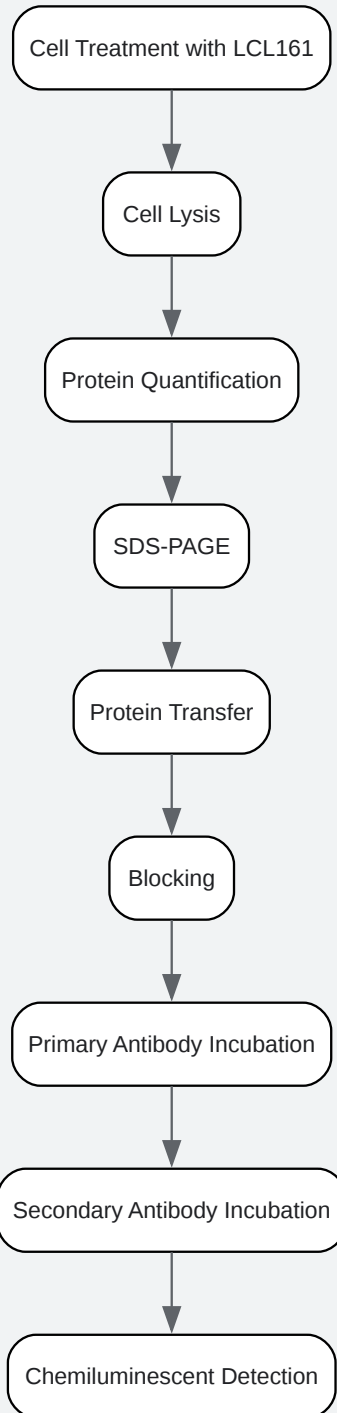 Cell Treatment with LCL161
Cell Lysis
Protein Quantification
SDS-PAGE
Protein Transfer
Blocking
Primary Antibody Incubation
Secondary Antibody Incubation
Chemiluminescent Detection